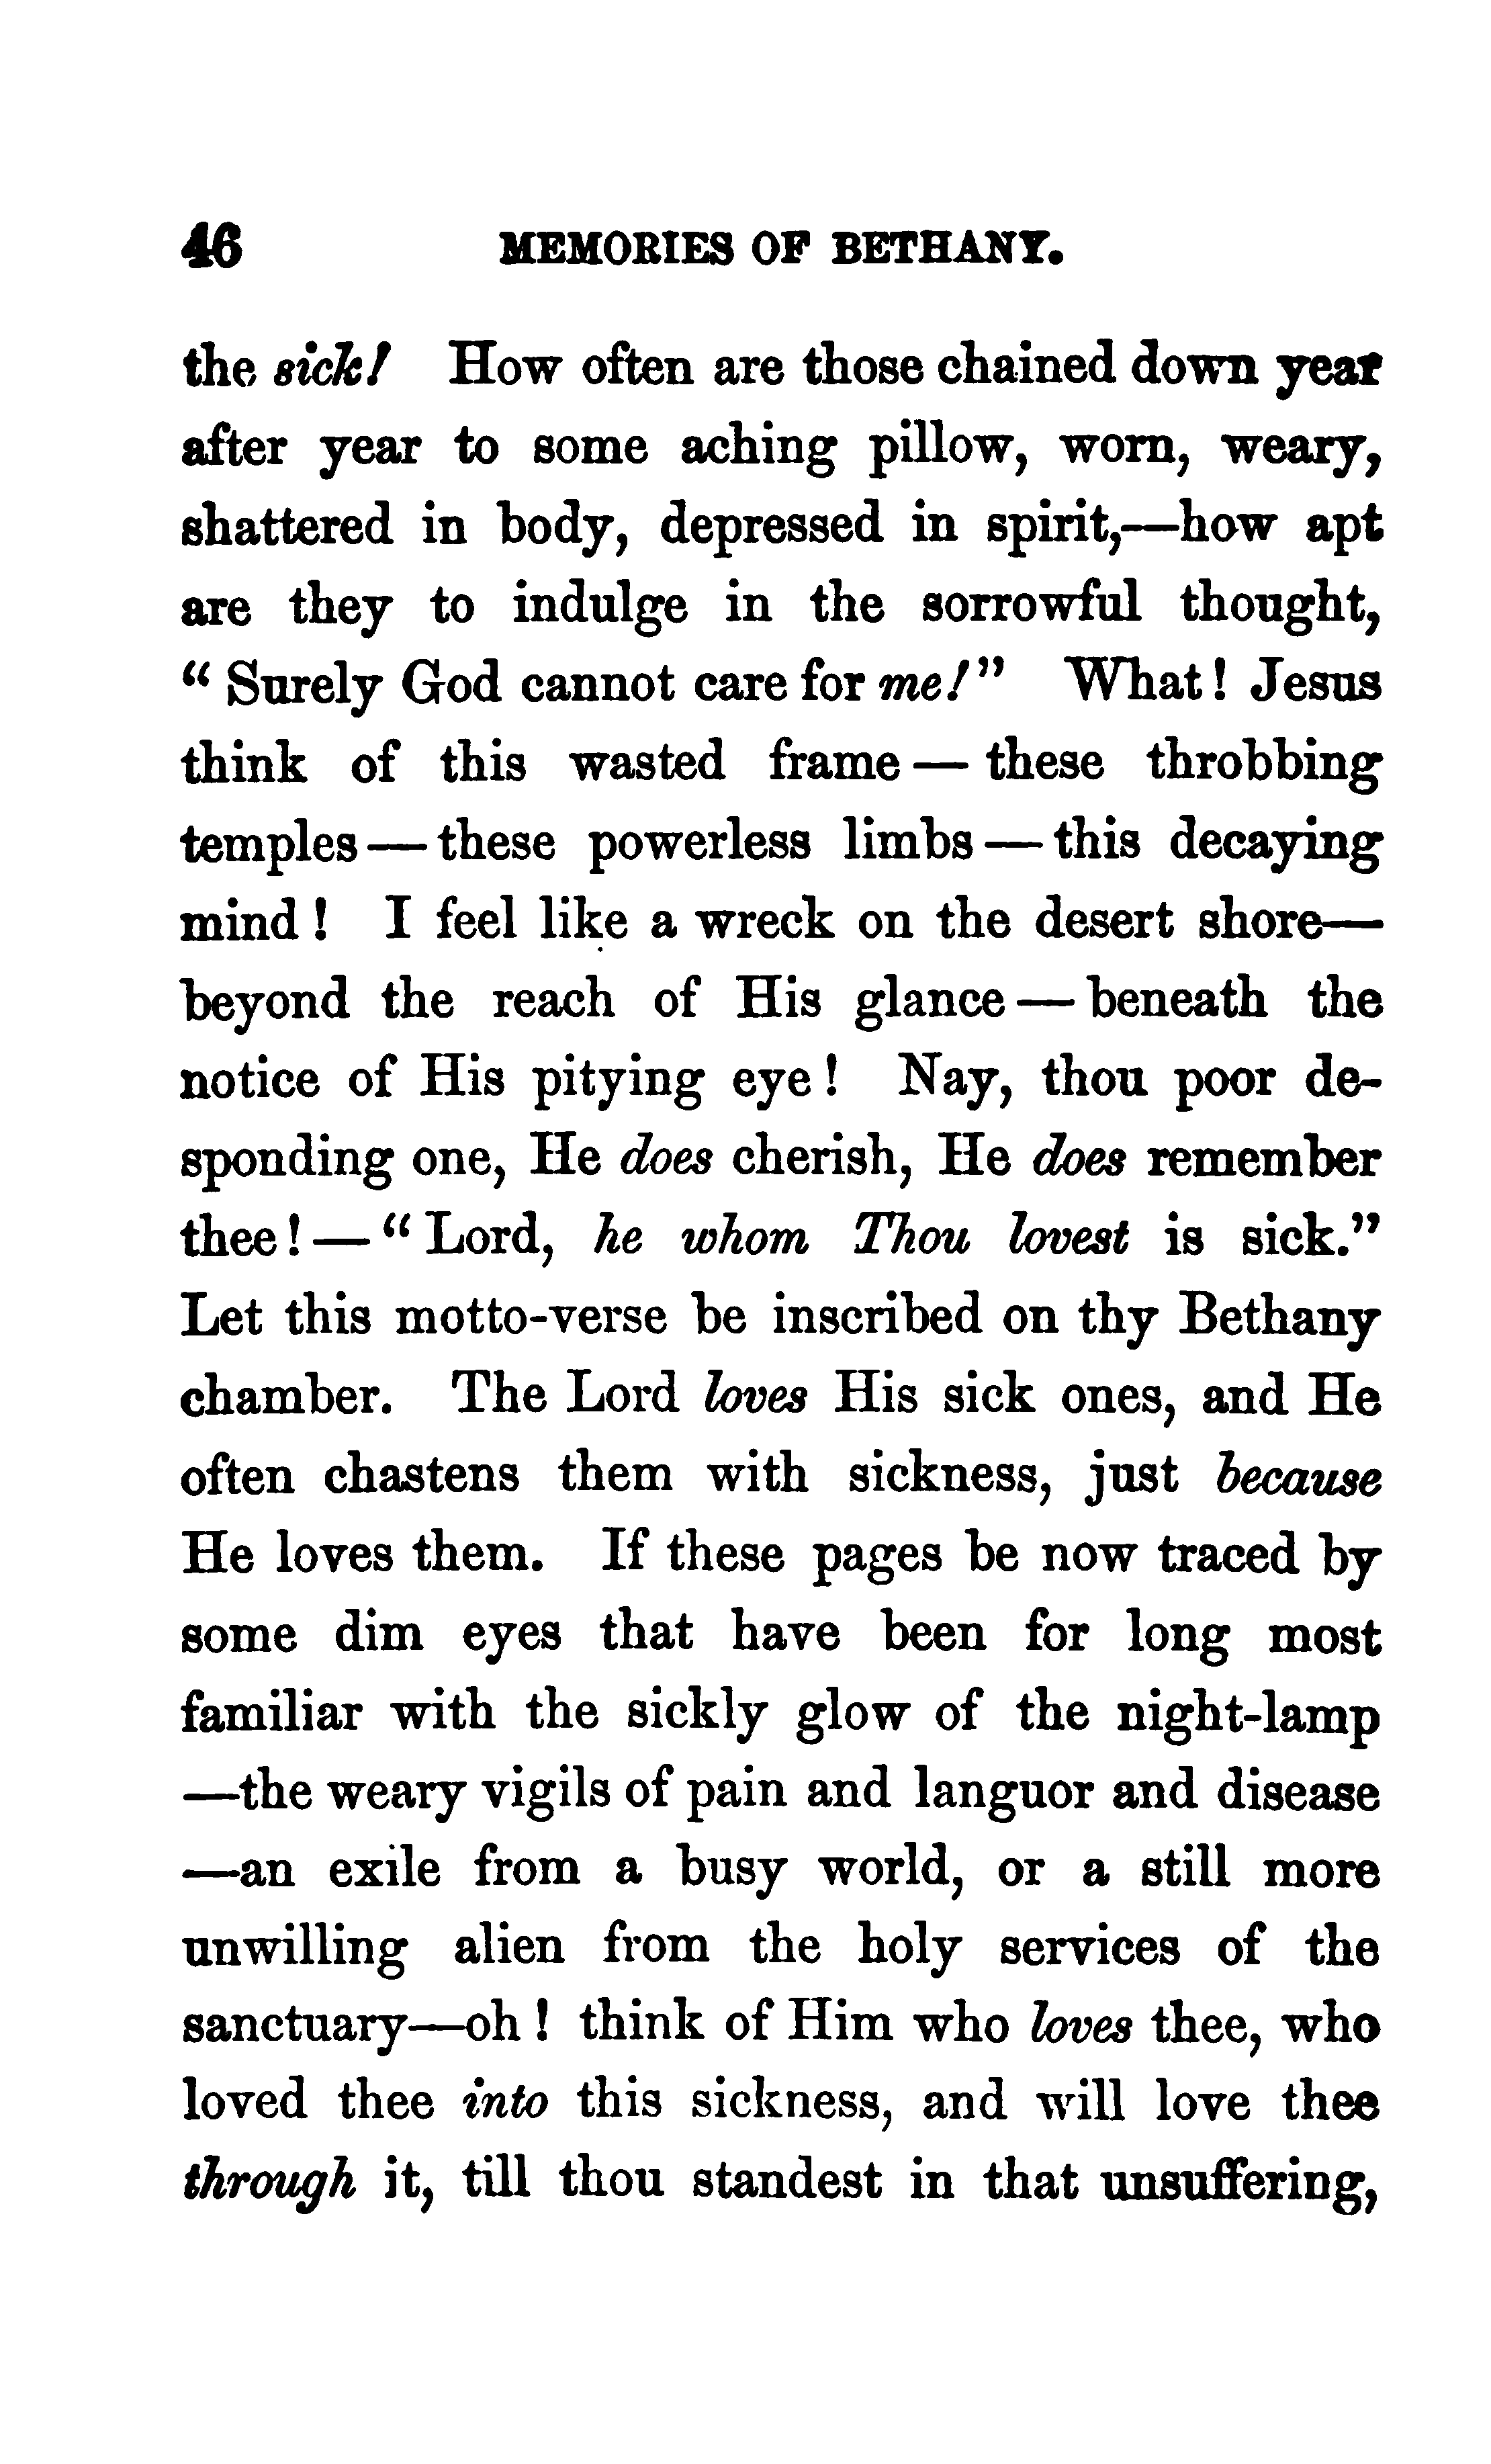 46 MEMORIES OF BETHANY.
the sick! How often are those chained down year
after year to some aching pillow, worn, weary,
shattered in body, depressed in spirit,—how apt
are they to indulge in the sorrowful thought,
“Surely God cannot care for me!” What! Jesus
think of this wasted frame — these throbbing
temples — these powerless limbs — this decaying
mind! I feel like a wreck on the desert shore—
beyond the reach of His glance — beneath the
notice of His pitying eye! Nay, thou poor de-
sponding one, He does cherish, He does remember
thee! — “Lord, he whom Thou lovest is sick.”
Let this motto-verse be inscribed on thy Bethany
chamber. The Lord loves His sick ones, and He
often chastens them with sickness, just because
He loves them. If these pages be now traced by
some dim eyes that have been for long most
familiar with the sickly glow of the night-lamp
—the weary vigils of pain and languor and disease
—an exile from a busy world, or a still more
unwilling alien from the holy services of the
sanctuary—oh! think of Him who loves thee, who
loved thee into this sickness, and will love thee
through it, till thou standest in that unsuffering,